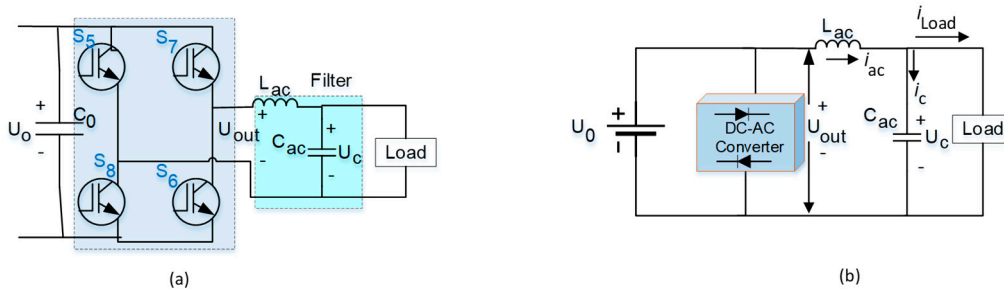 S5
S7
Lac
Filter
+
Uo
-
C0
+
Uout
-
Cac
+
Uc
-
Load
S8
S6
(a)
Lac
iLoad
iac
ic
+
U0
-
DC-AC
Converter
+
Uout
-
Cac
+
Uc
-
Load
(b)